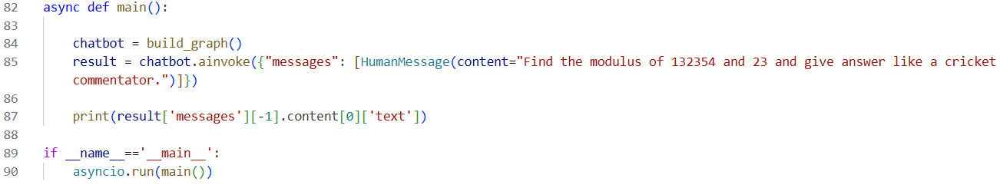 82 async def main():
83
84     chatbot = build_graph()
85     result = chatbot.ainvoke({"messages": [HumanMessage(content="Find the modulus of 132354 and 23 and give answer like a cricket
       commentator.")]})
86
87     print(result['messages'][-1].content[0]['text'])
88
89 if __name__=='__main__':
90     asyncio.run(main())